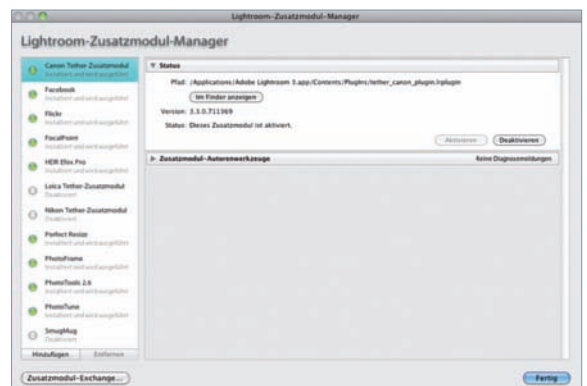 Lightroom-Zusatzmodul-Manager
Lightroom-Zusatzmodul-Manager
Canon Tether-Zusatzmodul
Installiert und wird ausgeführt
Facebook
Installiert und wird ausgeführt
Flickr
Installiert und wird ausgeführt
FocalPoint
Installiert und wird ausgeführt
HDR Efex Pro
Installiert und wird ausgeführt
Leica Tether-Zusatzmodul
Deaktiviert
Nikon Tether-Zusatzmodul
Deaktiviert
Perfect Resize
Installiert und wird ausgeführt
PhotoFrame
Installiert und wird ausgeführt
PhotoTools 2.6
Installiert und wird ausgeführt
PhotoTune
Installiert und wird ausgeführt
SmugMug
Deaktiviert
Hinzufügen Entfernen
Status
Pfad: /Applications/Adobe Lightroom 3.app/Contents/PlugIns/tether_canon_plugin.lrplugin
Im Finder anzeigen
Version: 3.3.0.711369
Status: Dieses Zusatzmodul ist aktiviert.
Aktivieren Deaktivieren
Zusatzmodul-Autorenwerkzeuge Keine Diagnosemeldungen
Zusatzmodul-Exchange... Fertig